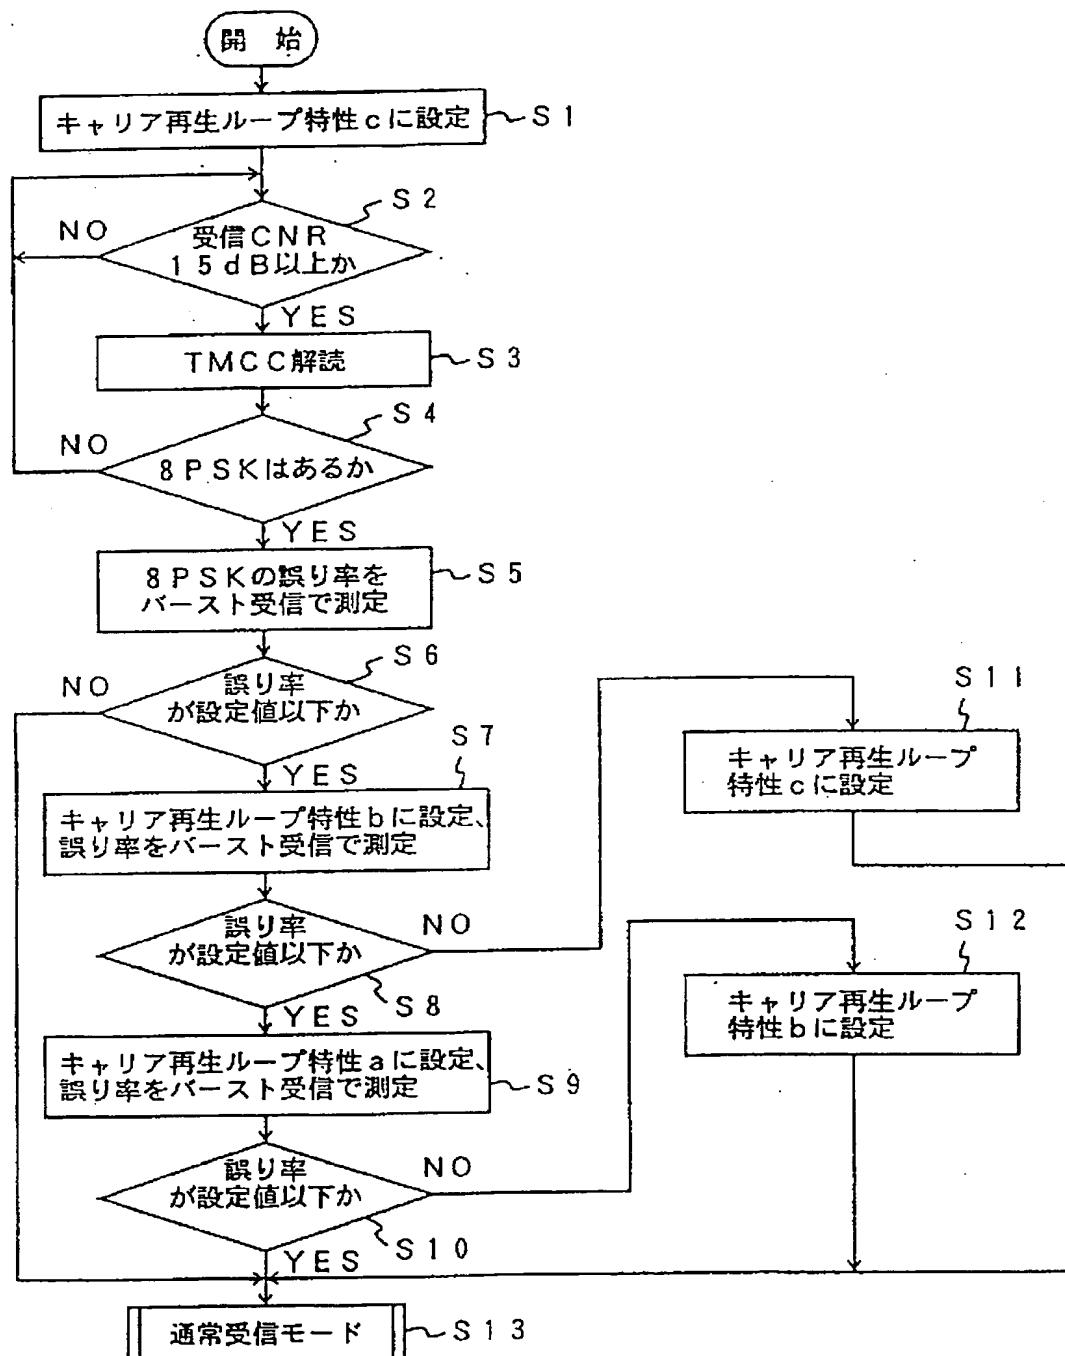 開 始
キャリア再生ループ特性cに設定
S1
S2
NO
受信CNR
15dB以上か
YES
TMCC解読
S3
S4
NO
8PSKはあるか
YES
8PSKの誤り率を
バースト受信で測定
S5
S6
NO
誤り率
が設定値以下か
YES
S7
キャリア再生ループ特性bに設定、
誤り率をバースト受信で測定
誤り率
が設定値以下か
NO
S8
YES
キャリア再生ループ特性aに設定、
誤り率をバースト受信で測定
S9
誤り率
が設定値以下か
NO
S10
YES
S11
キャリア再生ループ
特性cに設定
S12
キャリア再生ループ
特性bに設定
通常受信モード
S13